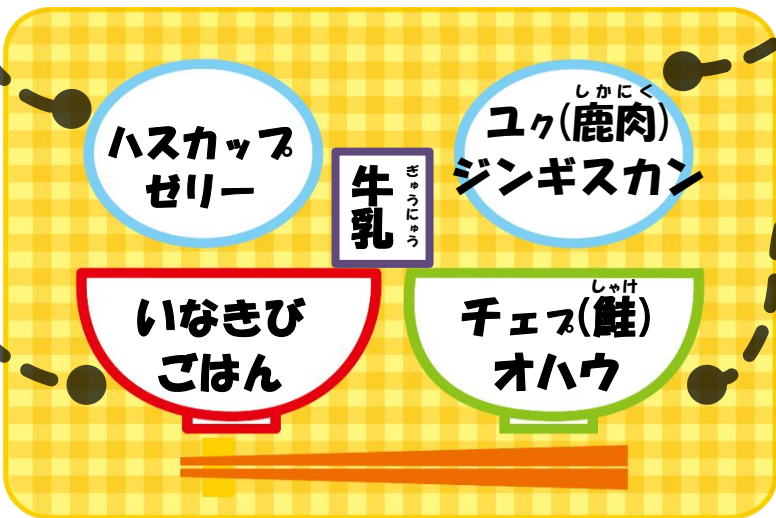 ハスカップ
ゼリー
しかにく
ユㇰ(鹿肉)
ジンギスカン
牛乳
ぎゅうにゅう
いなきび
ごはん
しゃけ
チェㇷ゚(鮭)
オハウ